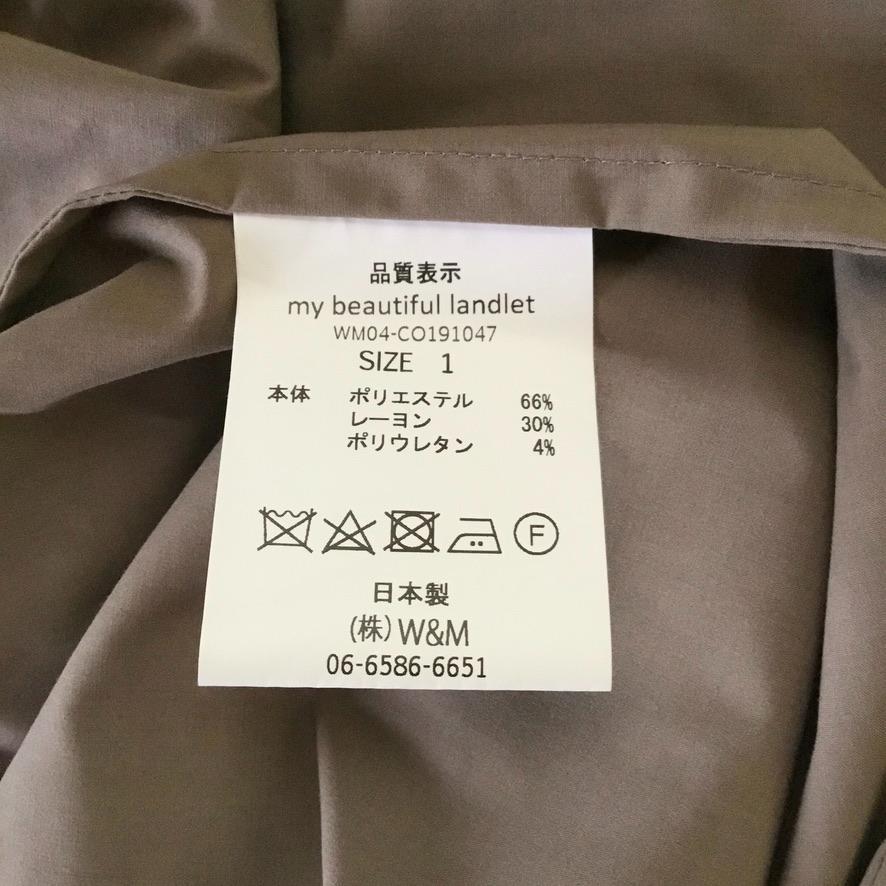 品質表示
my beautiful landlet
WM04-CO191047
SIZE 1
本体 ポリエステル 66%
レーヨン 30%
ポリウレタン 4%
F
日本製
(株)W&M
06-6586-6651